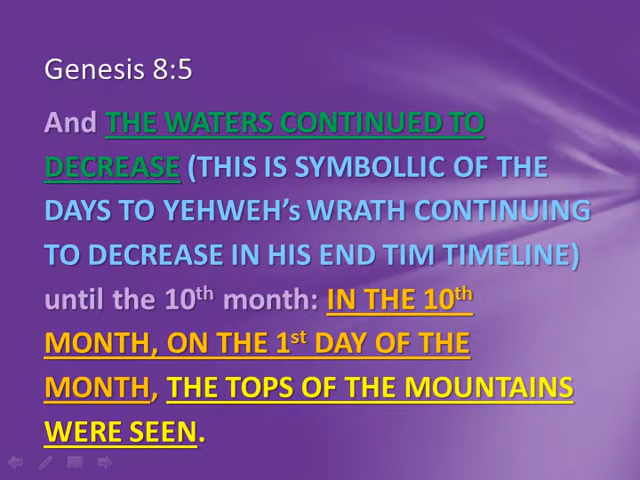 Genesis 8:5
And THE WATERS CONTINUED TO
DECREASE (THIS IS SYMBOLLIC OF THE
DAYS TO YEHWEH's WRATH CONTINUING
TO DECREASE IN HIS END TIM TIMELINE)
until the 10th month: IN THE 10th
MONTH, ON THE 1st DAY OF THE
MONTH, THE TOPS OF THE MOUNTAINS
WERE SEEN.